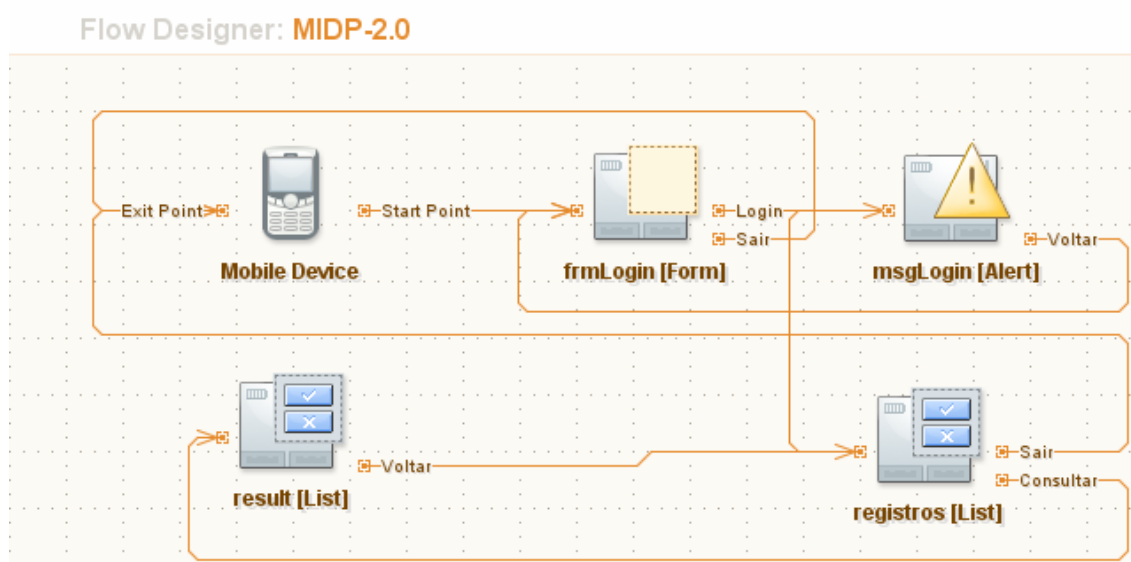 Flow Designer: MIDP-2.0
Exit Point
Start Point
Login
Sair
Voltar
Mobile Device
frmLogin [Form]
msgLogin [Alert]
Voltar
Sair
Consultar
result [List]
registros [List]